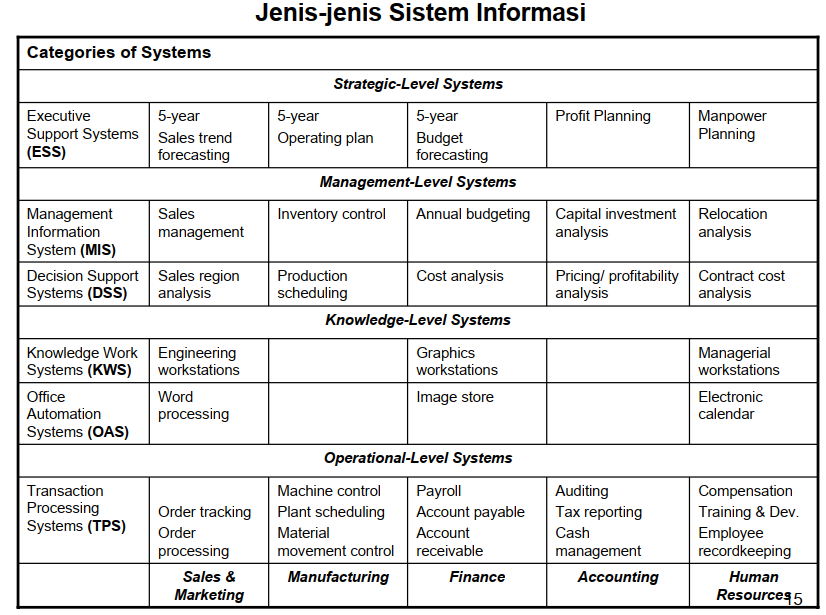 Jenis-jenis Sistem Informasi
Categories of Systems
Strategic-Level Systems
Executive
Support Systems
(ESS)
5-year
Sales trend
forecasting
5-year
Operating plan
5-year
Budget
forecasting
Profit Planning
Manpower
Planning
Management-Level Systems
Management
Information
System (MIS)
Sales
management
Inventory control
Annual budgeting
Capital investment
analysis
Relocation
analysis
Decision Support
Systems (DSS)
Sales region
analysis
Production
scheduling
Cost analysis
Pricing/ profitability
analysis
Contract cost
analysis
Knowledge-Level Systems
Knowledge Work
Systems (KWS)
Engineering
workstations
Graphics
workstations
Managerial
workstations
Office
Automation
Systems (OAS)
Word
processing
Image store
Electronic
calendar
Operational-Level Systems
Transaction
Processing
Systems (TPS)
Order tracking
Order
processing
Machine control
Plant scheduling
Material
movement control
Payroll
Account payable
Account
receivable
Auditing
Tax reporting
Cash
management
Compensation
Training & Dev.
Employee
recordkeeping
Sales &
Marketing
Manufacturing
Finance
Accounting
Human
Resources
15